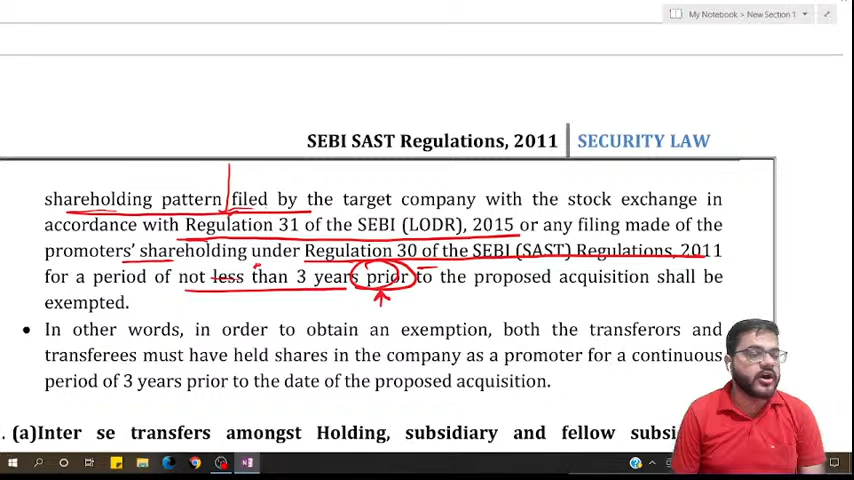 My Notebook > New Section 1
SEBI SAST Regulations, 2011 SECURITY LAW
shareholding pattern filed by the target company with the stock exchange in
accordance with Regulation 31 of the SEBI (LODR), 2015 or any filing made of the
promoters' shareholding under Regulation 30 of the SEBI (SAST) Regulations, 2011
for a period of not less than 3 years prior to the proposed acquisition shall be
exempted.
• In other words, in order to obtain an exemption, both the transferors and
transferees must have held shares in the company as a promoter for a continuous
period of 3 years prior to the date of the proposed acquisition.
. (a)Inter se transfers amongst Holding, subsidiary and fellow subsi